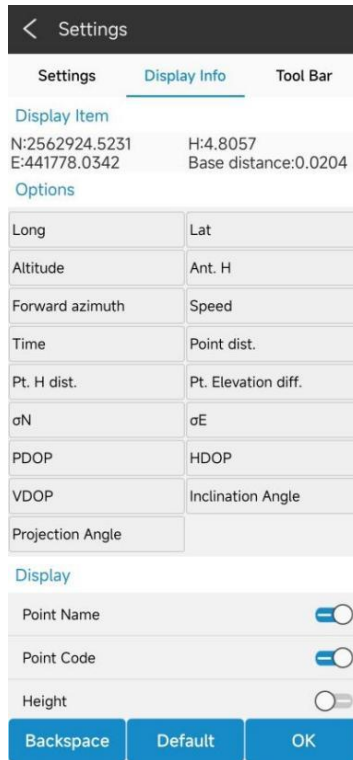 Settings
Settings Display Info Tool Bar
Display Item
N:2562924.5231 H:4.8057
E:441778.0342 Base distance:0.0204
Options
Long Lat
Altitude Ant. H
Forward azimuth Speed
Time Point dist.
Pt. H dist. Pt. Elevation diff.
σN σE
PDOP HDOP
VDOP Inclination Angle
Projection Angle
Display
Point Name
Point Code
Height
Backspace Default OK